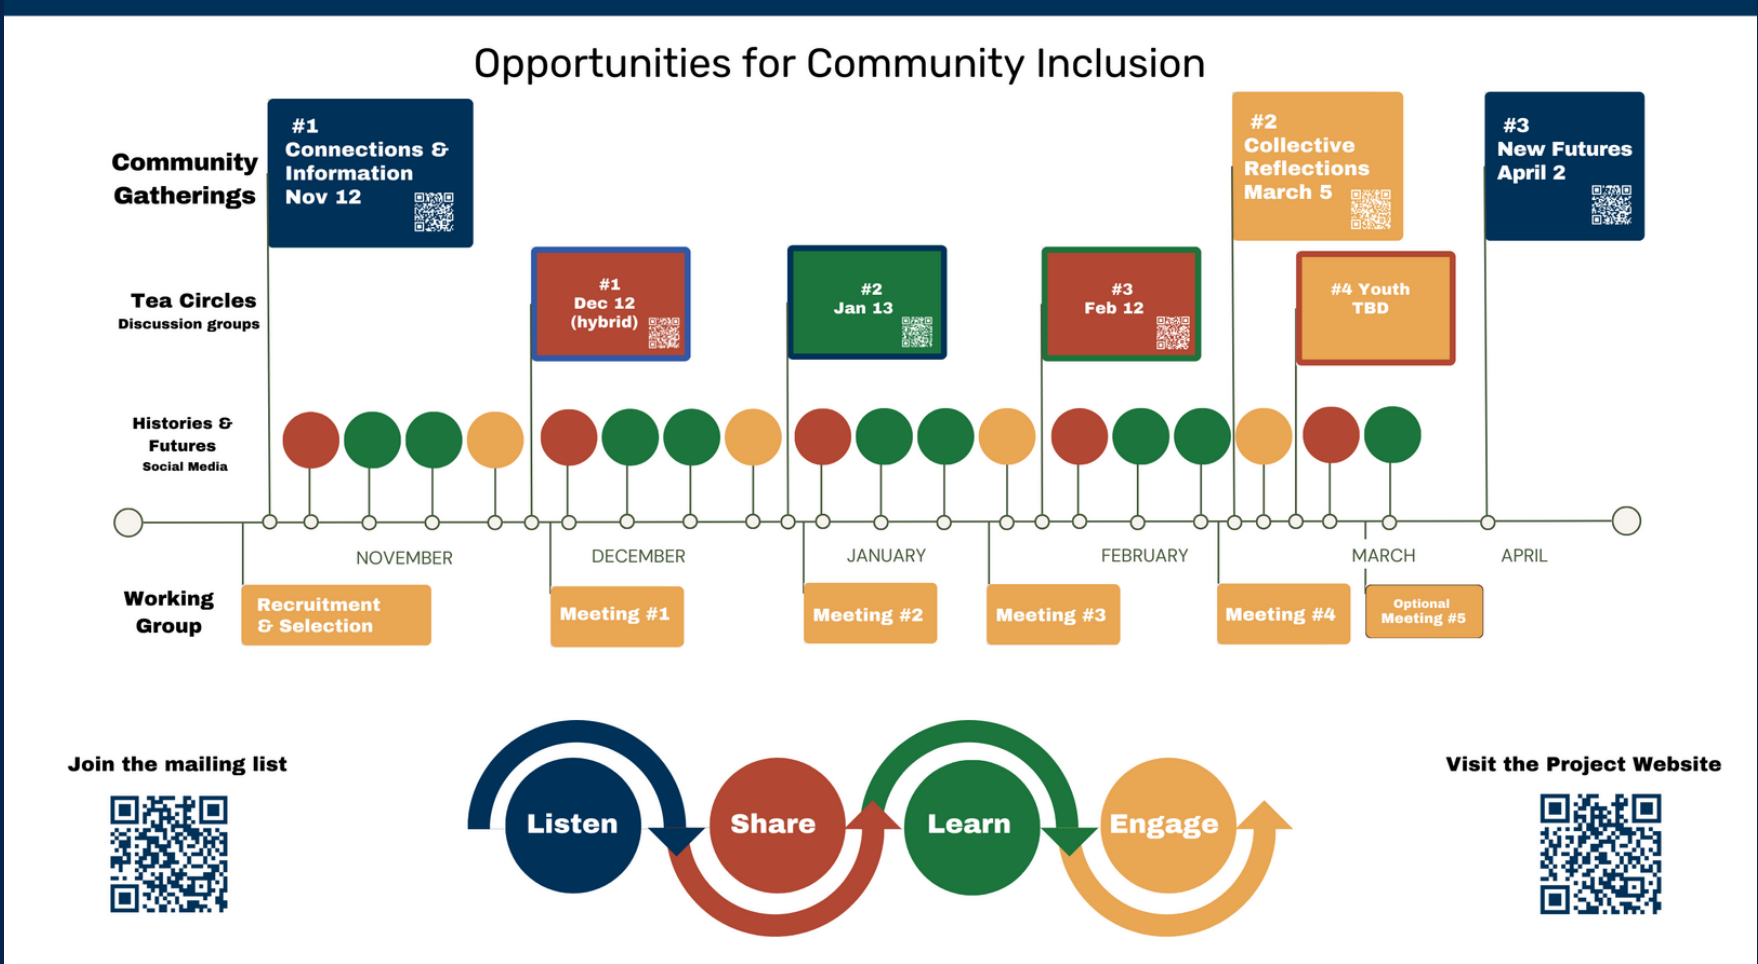 Opportunities for Community Inclusion
Community
Gatherings
#1
Connections &
Information
Nov 12
#2
Collective
Reflections
March 5
#3
New Futures
April 2
Tea Circles
Discussion groups
#1
Dec 12
(hybrid)
#2
Jan 13
#3
Feb 12
#4 Youth
TBD
Histories &
Futures
Social Media
NOVEMBER
DECEMBER
JANUARY
FEBRUARY
MARCH
APRIL
Working
Group
Recruitment
& Selection
Meeting #1
Meeting #2
Meeting #3
Meeting #4
Optional
Meeting #5
Join the mailing list
Listen
Share
Learn
Engage
Visit the Project Website